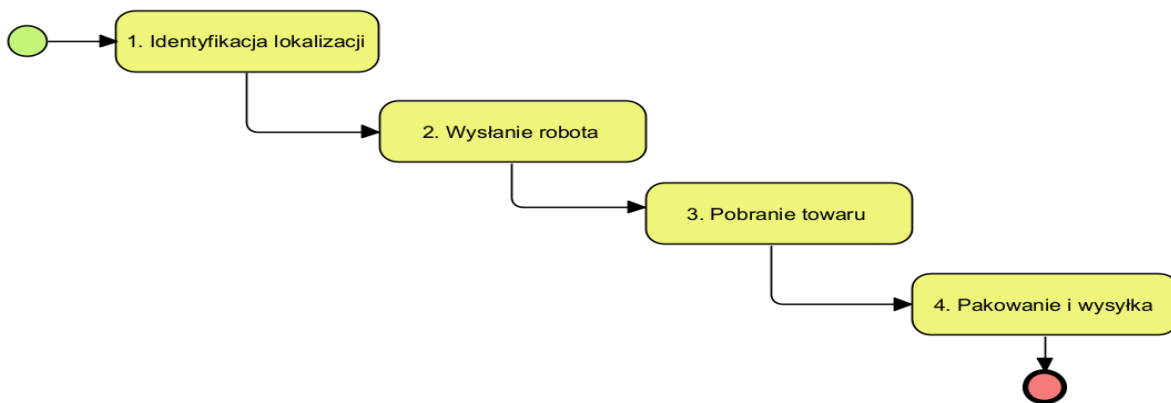 1. Identyfikacja lokalizacji
2. Wysłanie robota
3. Pobranie towaru
4. Pakowanie i wysyłka